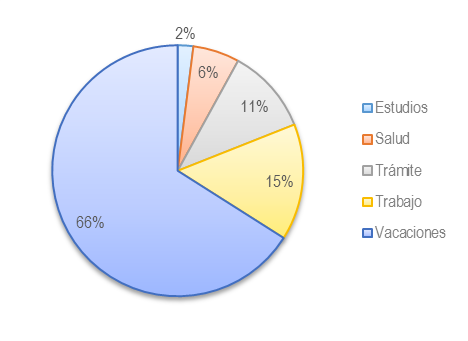 2%
6%
11%
15%
66%
Estudios
Salud
Trámite
Trabajo
Vacaciones